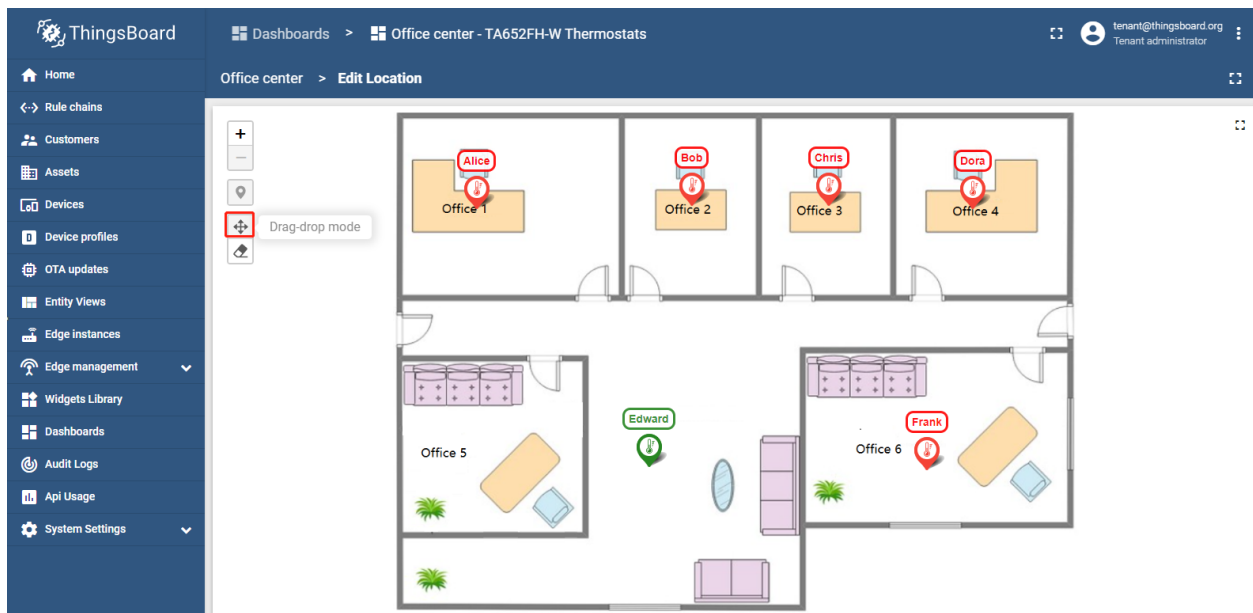 ThingsBoard
Dashboards > Office center - TA652FH-W Thermostats
tenant@thingsboard.org
Tenant administrator
Office center > Edit Location
Home
Rule chains
Customers
Assets
Devices
Device profiles
OTA updates
Entity Views
Edge instances
Edge management
Widgets Library
Dashboards
Audit Logs
Api Usage
System Settings
+
−
Drag-drop mode
Alice
Office 1
Bob
Office 2
Chris
Office 3
Dora
Office 4
Edward
Office 5
Frank
Office 6